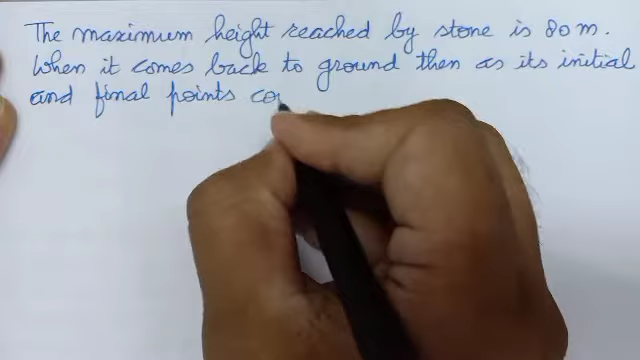 The maximum height reached by stone is 80 m.
When it comes back to ground then as its initial
and final points co